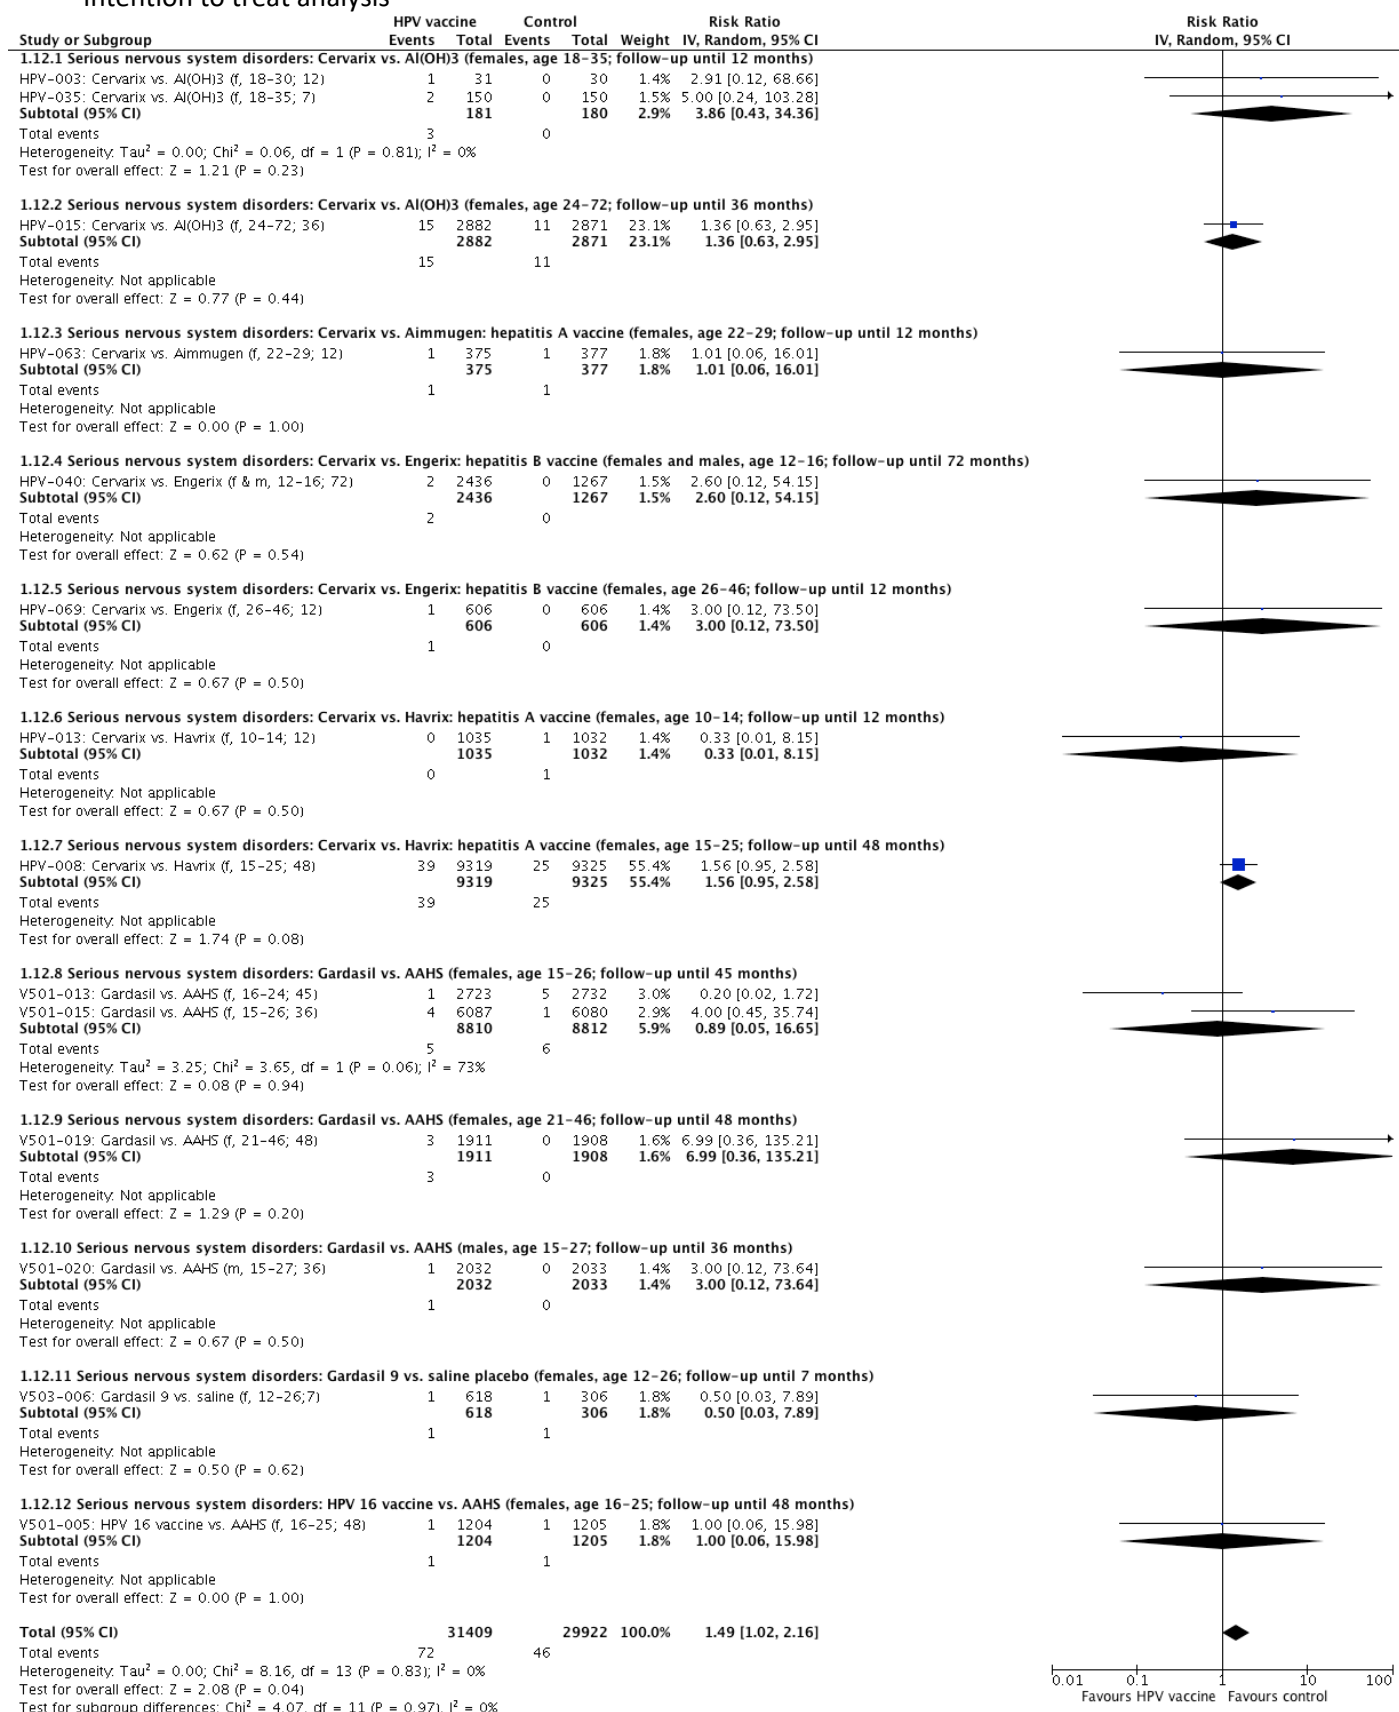 Intention to treat analysis
HPV vaccine Control Risk Ratio Risk Ratio
Study or Subgroup Events Total Events Total Weight IV, Random, 95% CI IV, Random, 95% CI
1.12.1 Serious nervous system disorders: Cervarix vs. Al(OH)3 (females, age 18-35; follow-up until 12 months)
HPV-003: Cervarix vs. Al(OH)3 (f, 18-30; 12) 1 31 0 30 1.4% 2.91 [0.12, 68.66]
HPV-035: Cervarix vs. Al(OH)3 (f, 18-35; 7) 2 150 0 150 1.5% 5.00 [0.24, 103.28]
Subtotal (95% CI) 181 180 2.9% 3.86 [0.43, 34.36]
Total events 3 0
Heterogeneity: Tau² = 0.00; Chi² = 0.06, df = 1 (P = 0.81); I² = 0%
Test for overall effect: Z = 1.21 (P = 0.23)
1.12.2 Serious nervous system disorders: Cervarix vs. Al(OH)3 (females, age 24-72; follow-up until 36 months)
HPV-015: Cervarix vs. Al(OH)3 (f, 24-72; 36) 15 2882 11 2871 23.1% 1.36 [0.63, 2.95]
Subtotal (95% CI) 2882 2871 23.1% 1.36 [0.63, 2.95]
Total events 15 11
Heterogeneity: Not applicable
Test for overall effect: Z = 0.77 (P = 0.44)
1.12.3 Serious nervous system disorders: Cervarix vs. Aimmugen: hepatitis A vaccine (females, age 22-29; follow-up until 12 months)
HPV-063: Cervarix vs. Aimmugen (f, 22-29; 12) 1 375 1 377 1.8% 1.01 [0.06, 16.01]
Subtotal (95% CI) 375 377 1.8% 1.01 [0.06, 16.01]
Total events 1 1
Heterogeneity: Not applicable
Test for overall effect: Z = 0.00 (P = 1.00)
1.12.4 Serious nervous system disorders: Cervarix vs. Engerix: hepatitis B vaccine (females and males, age 12-16; follow-up until 72 months)
HPV-040: Cervarix vs. Engerix (f & m, 12-16; 72) 2 2436 0 1267 1.5% 2.60 [0.12, 54.15]
Subtotal (95% CI) 2436 1267 1.5% 2.60 [0.12, 54.15]
Total events 2 0
Heterogeneity: Not applicable
Test for overall effect: Z = 0.62 (P = 0.54)
1.12.5 Serious nervous system disorders: Cervarix vs. Engerix: hepatitis B vaccine (females, age 26-46; follow-up until 12 months)
HPV-069: Cervarix vs. Engerix (f, 26-46; 12) 1 606 0 606 1.4% 3.00 [0.12, 73.50]
Subtotal (95% CI) 606 606 1.4% 3.00 [0.12, 73.50]
Total events 1 0
Heterogeneity: Not applicable
Test for overall effect: Z = 0.67 (P = 0.50)
1.12.6 Serious nervous system disorders: Cervarix vs. Havrix: hepatitis A vaccine (females, age 10-14; follow-up until 12 months)
HPV-013: Cervarix vs. Havrix (f, 10-14; 12) 0 1035 1 1032 1.4% 0.33 [0.01, 8.15]
Subtotal (95% CI) 1035 1032 1.4% 0.33 [0.01, 8.15]
Total events 0 1
Heterogeneity: Not applicable
Test for overall effect: Z = 0.67 (P = 0.50)
1.12.7 Serious nervous system disorders: Cervarix vs. Havrix: hepatitis A vaccine (females, age 15-25; follow-up until 48 months)
HPV-008: Cervarix vs. Havrix (f, 15-25; 48) 39 9319 25 9325 55.4% 1.56 [0.95, 2.58]
Subtotal (95% CI) 9319 9325 55.4% 1.56 [0.95, 2.58]
Total events 39 25
Heterogeneity: Not applicable
Test for overall effect: Z = 1.74 (P = 0.08)
1.12.8 Serious nervous system disorders: Gardasil vs. AAHS (females, age 15-26; follow-up until 45 months)
V501-013: Gardasil vs. AAHS (f, 16-24; 45) 1 2723 5 2732 3.0% 0.20 [0.02, 1.72]
V501-015: Gardasil vs. AAHS (f, 15-26; 36) 4 6087 1 6080 2.9% 4.00 [0.45, 35.74]
Subtotal (95% CI) 8810 8812 5.9% 0.89 [0.05, 16.65]
Total events 5 6
Heterogeneity: Tau² = 3.25; Chi² = 3.65, df = 1 (P = 0.06); I² = 73%
Test for overall effect: Z = 0.08 (P = 0.94)
1.12.9 Serious nervous system disorders: Gardasil vs. AAHS (females, age 21-46; follow-up until 48 months)
V501-019: Gardasil vs. AAHS (f, 21-46; 48) 3 1911 0 1908 1.6% 6.99 [0.36, 135.21]
Subtotal (95% CI) 1911 1908 1.6% 6.99 [0.36, 135.21]
Total events 3 0
Heterogeneity: Not applicable
Test for overall effect: Z = 1.29 (P = 0.20)
1.12.10 Serious nervous system disorders: Gardasil vs. AAHS (males, age 15-27; follow-up until 36 months)
V501-020: Gardasil vs. AAHS (m, 15-27; 36) 1 2032 0 2033 1.4% 3.00 [0.12, 73.64]
Subtotal (95% CI) 2032 2033 1.4% 3.00 [0.12, 73.64]
Total events 1 0
Heterogeneity: Not applicable
Test for overall effect: Z = 0.67 (P = 0.50)
1.12.11 Serious nervous system disorders: Gardasil 9 vs. saline placebo (females, age 12-26; follow-up until 7 months)
V503-006: Gardasil 9 vs. saline (f, 12-26;7) 1 618 1 306 1.8% 0.50 [0.03, 7.89]
Subtotal (95% CI) 618 306 1.8% 0.50 [0.03, 7.89]
Total events 1 1
Heterogeneity: Not applicable
Test for overall effect: Z = 0.50 (P = 0.62)
1.12.12 Serious nervous system disorders: HPV 16 vaccine vs. AAHS (females, age 16-25; follow-up until 48 months)
V501-005: HPV 16 vaccine vs. AAHS (f, 16-25; 48) 1 1204 1 1205 1.8% 1.00 [0.06, 15.98]
Subtotal (95% CI) 1204 1205 1.8% 1.00 [0.06, 15.98]
Total events 1 1
Heterogeneity: Not applicable
Test for overall effect: Z = 0.00 (P = 1.00)
Total (95% CI) 31409 29922 100.0% 1.49 [1.02, 2.16]
Total events 72 46
Heterogeneity: Tau² = 0.00; Chi² = 8.16, df = 13 (P = 0.83); I² = 0%
Test for overall effect: Z = 2.08 (P = 0.04)
Test for subgroup differences: Chi² = 4.07, df = 11 (P = 0.97), I² = 0%
0.01 0.1 1 10 100
Favours HPV vaccine Favours control